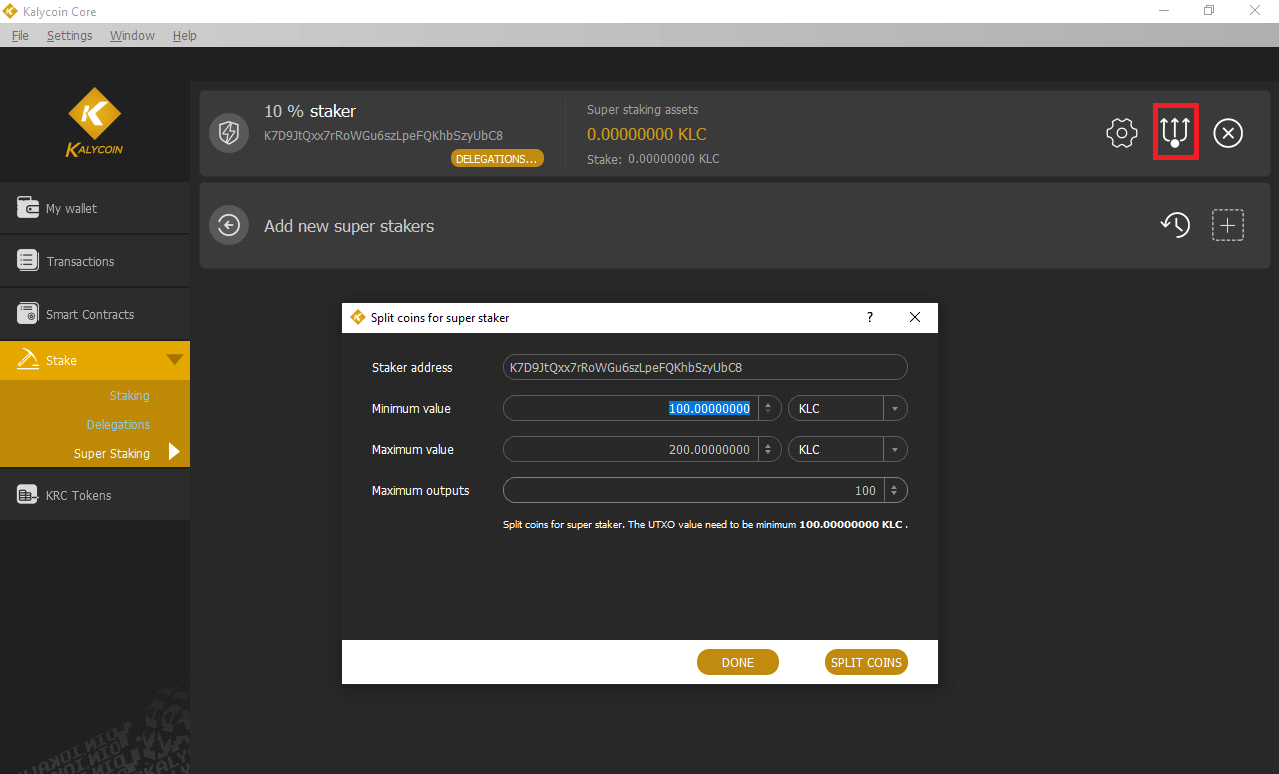 Kalycoin Core
File Settings Window Help
KALYCOIN
10 % staker
K7D9JtQxx7rRoWGu6szLpeFQKhbSzyUbC8
DELEGATIONS...
Super staking assets
0.00000000 KLC
Stake: 0.00000000 KLC
My wallet
Add new super stakers
Transactions
Smart Contracts
Stake
Staking
Delegations
Super Staking
KRC Tokens
Split coins for super staker
?
Staker address K7D9JtQxx7rRoWGu6szLpeFQKhbSzyUbC8
Minimum value 100.00000000 KLC
Maximum value 200.00000000 KLC
Maximum outputs 100
Split coins for super staker. The UTXO value need to be minimum 100.00000000 KLC .
DONE SPLIT COINS